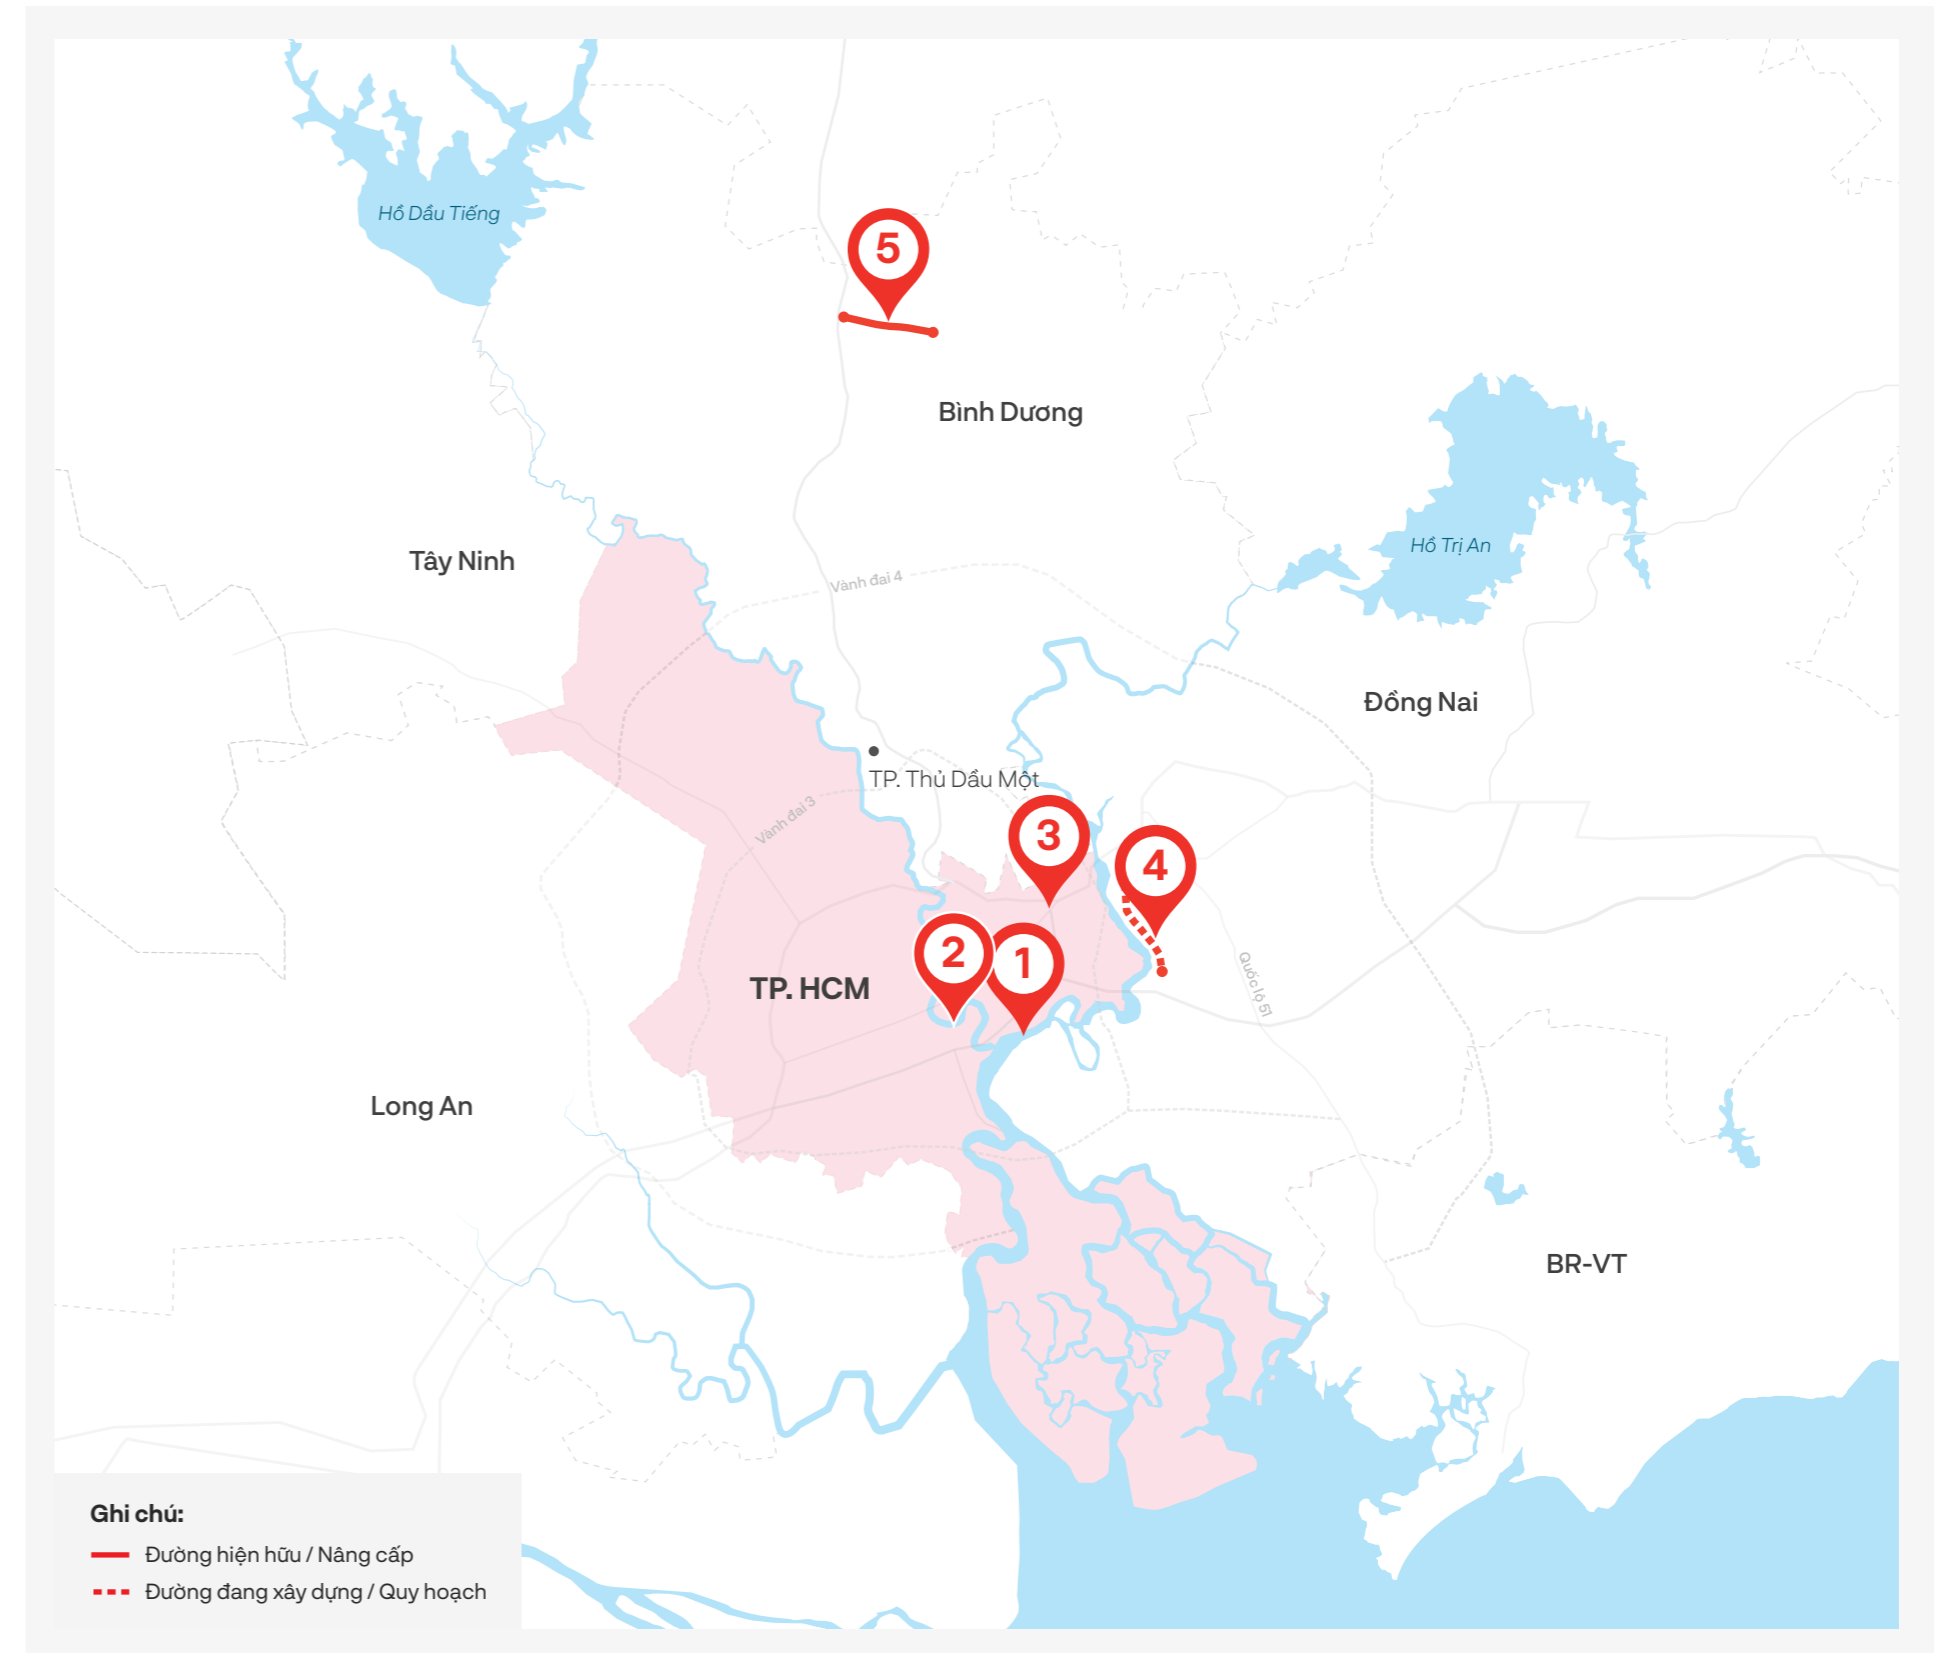 Hồ Dầu Tiếng
5
Bình Dương
Hồ Trị An
Tây Ninh
Vành đai 4
Đồng Nai
TP. Thủ Dầu Một
Vành đai 3
3
4
2
1
TP. HCM
Quốc lộ 51
Long An
BR-VT
Ghi chú:
Đường hiện hữu / Nâng cấp
Đường đang xây dựng / Quy hoạch